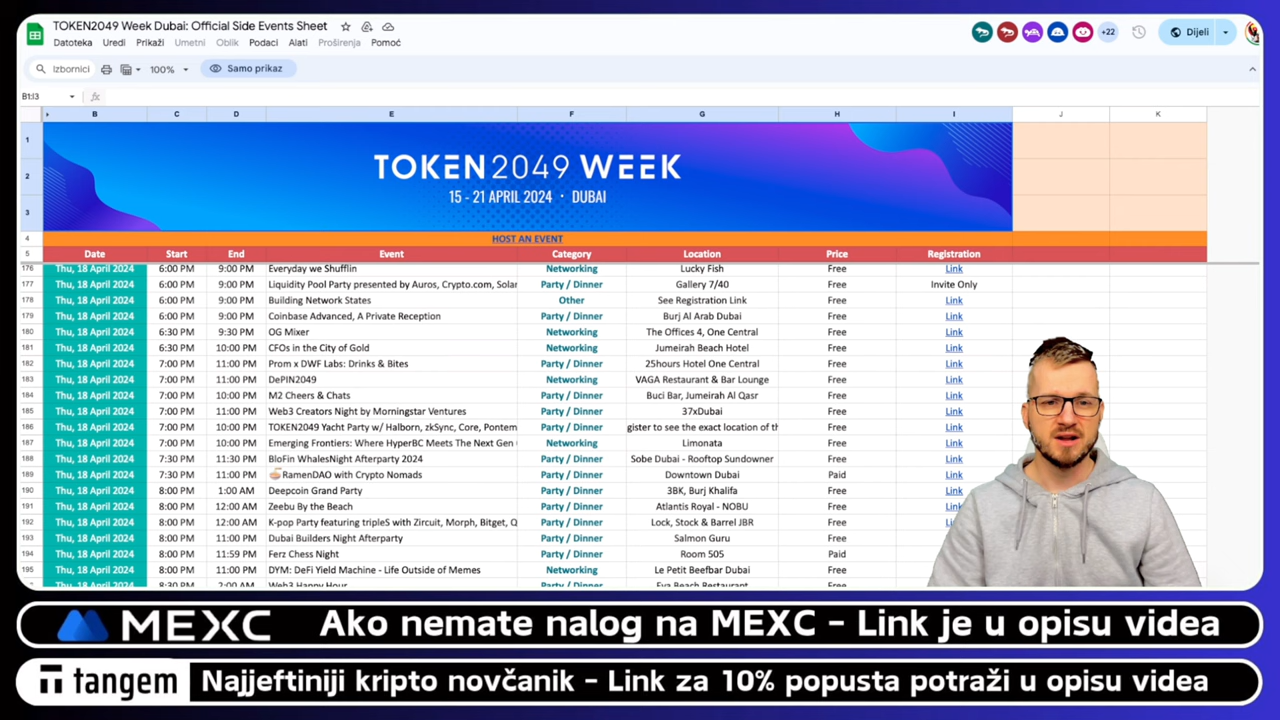 TOKEN2049 Week Dubai: Official Side Events Sheet
Datoteka Uredi Prikaži Umetni Oblik Podaci Alati Proširenja Pomoć
+22 Dijeli
Izbornici 100% Samo prikaz
B1:I3 fx
B C D E F G H I J K
1
2
3
TOKEN2049 WEEK
15 - 21 APRIL 2024 · DUBAI
4 HOST AN EVENT
5 Date Start End Event Category Location Price Registration
176 Thu, 18 April 2024 6:00 PM 9:00 PM Everyday we Shufflin Networking Lucky Fish Free Link
177 Thu, 18 April 2024 6:00 PM 9:00 PM Liquidity Pool Party presented by Auros, Crypto.com, Solar Party / Dinner Gallery 7/40 Free Invite Only
178 Thu, 18 April 2024 6:00 PM 9:00 PM Building Network States Other See Registration Link Free Link
179 Thu, 18 April 2024 6:00 PM 9:00 PM Coinbase Advanced, A Private Reception Party / Dinner Burj Al Arab Dubai Free Link
180 Thu, 18 April 2024 6:30 PM 9:30 PM OG Mixer Networking The Offices 4, One Central Free Link
181 Thu, 18 April 2024 6:30 PM 10:00 PM CFOs in the City of Gold Networking Jumeirah Beach Hotel Free Link
182 Thu, 18 April 2024 7:00 PM 11:00 PM Prom x DWF Labs: Drinks & Bites Party / Dinner 25hours Hotel One Central Free Link
183 Thu, 18 April 2024 7:00 PM 11:00 PM DePIN2049 Networking VAGA Restaurant & Bar Lounge Free Link
184 Thu, 18 April 2024 7:00 PM 10:00 PM M2 Cheers & Chats Party / Dinner Buci Bar, Jumeirah Al Qasr Free Link
185 Thu, 18 April 2024 7:00 PM 11:00 PM Web3 Creators Night by Morningstar Ventures Party / Dinner 37xDubai Free Link
186 Thu, 18 April 2024 7:00 PM 10:00 PM TOKEN2049 Yacht Party w/ Halborn, zkSync, Core, Pontem Party / Dinner gister to see the exact location of th Free Link
187 Thu, 18 April 2024 7:00 PM 10:00 PM Emerging Frontiers: Where HyperBC Meets The Next Gen Networking Limonata Free Link
188 Thu, 18 April 2024 7:30 PM 11:30 PM BloFin WhalesNight Afterparty 2024 Party / Dinner Sobe Dubai - Rooftop Sundowner Free Link
189 Thu, 18 April 2024 7:30 PM 11:00 PM 🍜RamenDAO with Crypto Nomads Party / Dinner Downtown Dubai Paid Link
190 Thu, 18 April 2024 8:00 PM 1:00 AM Deepcoin Grand Party Party / Dinner 3BK, Burj Khalifa Free Link
191 Thu, 18 April 2024 8:00 PM 12:00 AM Zeebu By the Beach Party / Dinner Atlantis Royal - NOBU Free Link
192 Thu, 18 April 2024 8:00 PM 12:00 AM K-pop Party featuring tripleS with Zircuit, Morph, Bitget, Q Party / Dinner Lock, Stock & Barrel JBR Free
193 Thu, 18 April 2024 8:00 PM 11:00 PM Dubai Builders Night Afterparty Party / Dinner Salmon Guru Free
194 Thu, 18 April 2024 8:00 PM 11:59 PM Ferz Chess Night Party / Dinner Room 505 Paid
195 Thu, 18 April 2024 8:00 PM 11:00 PM DYM: DeFi Yield Machine - Life Outside of Memes Networking Le Petit Beefbar Dubai Free
Thu, 18 April 2024 8:30 PM 2:00 AM Web3 Happy Hour Party / Dinner Eva Beach Restaurant Free
MEXC Ako nemate nalog na MEXC - Link je u opisu videa
tangem Najjeftiniji kripto novčanik - Link za 10% popusta potraži u opisu videa